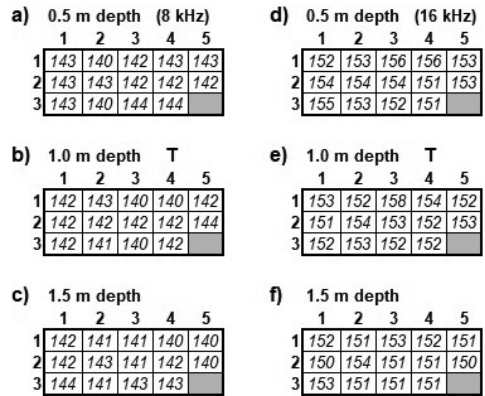 a) 0.5 m depth (8 kHz)
1 2 3 4 5
1 143 140 142 143 143
2 143 143 142 142 142
3 143 140 144 144
b) 1.0 m depth T
1 2 3 4 5
1 142 143 140 140 142
2 142 142 142 142 144
3 142 141 140 142
c) 1.5 m depth
1 2 3 4 5
1 142 141 141 140 140
2 142 143 141 142 140
3 144 141 143 143
d) 0.5 m depth (16 kHz)
1 2 3 4 5
1 152 153 156 156 153
2 154 154 154 151 153
3 155 153 152 151
e) 1.0 m depth T
1 2 3 4 5
1 153 152 158 154 152
2 151 154 153 152 153
3 152 153 152 152
f) 1.5 m depth
1 2 3 4 5
1 152 151 153 152 151
2 150 154 151 151 150
3 153 151 151 151